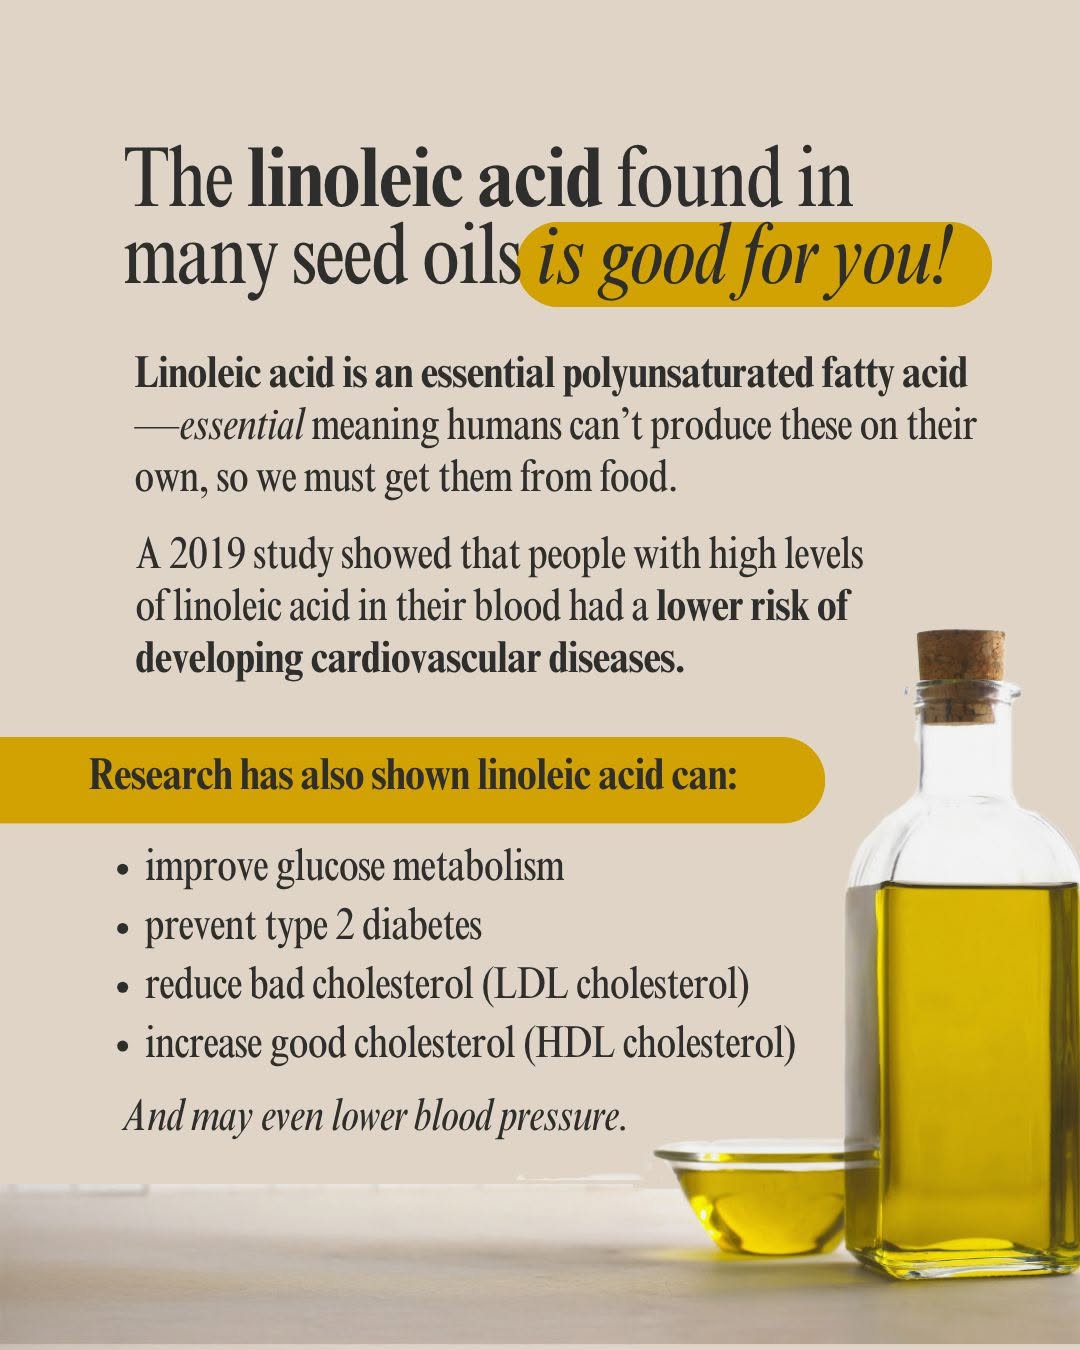 The linoleic acid found in
many seed oils is good for you!
Linoleic acid is an essential polyunsaturated fatty acid
—essential meaning humans can’t produce these on their
own, so we must get them from food.
A 2019 study showed that people with high levels
of linoleic acid in their blood had a lower risk of
developing cardiovascular diseases.
Research has also shown linoleic acid can:
• improve glucose metabolism
• prevent type 2 diabetes
• reduce bad cholesterol (LDL cholesterol)
• increase good cholesterol (HDL cholesterol)
And may even lower blood pressure.